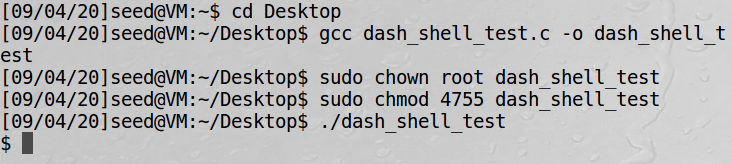 [09/04/20]seed@VM:~$ cd Desktop
[09/04/20]seed@VM:~/Desktop$ gcc dash_shell_test.c -o dash_shell_t
est
[09/04/20]seed@VM:~/Desktop$ sudo chown root dash_shell_test
[09/04/20]seed@VM:~/Desktop$ sudo chmod 4755 dash_shell_test
[09/04/20]seed@VM:~/Desktop$ ./dash_shell_test
$